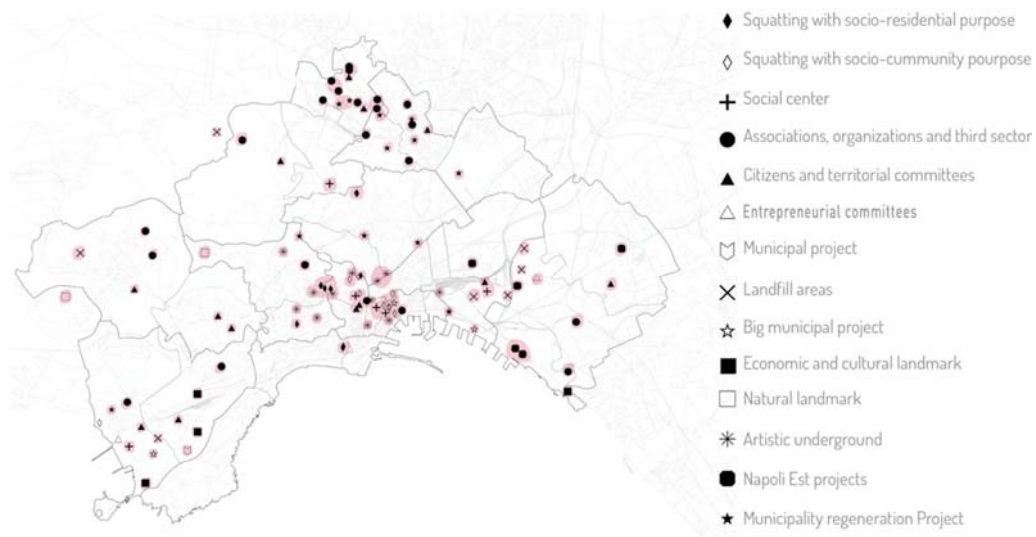 Squatting with socio-residential purpose
Squatting with socio-cummunity pourpose
Social center
Associations, organizations and third sector
Citizens and territorial committees
Entrepreneurial committees
Municipal project
Landfill areas
Big municipal project
Economic and cultural landmark
Natural landmark
Artistic underground
Napoli Est projects
Municipality regeneration Project